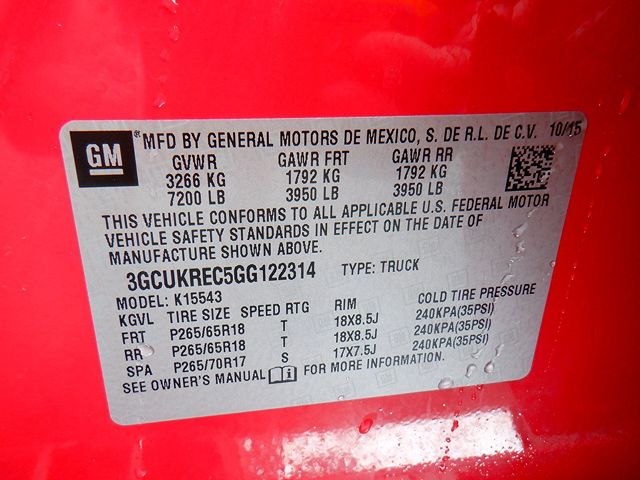 GM ® MFD BY GENERAL MOTORS DE MEXICO, S. DE R.L. DE C.V. 10/15
GVWR GAWR FRT GAWR RR
3266 KG 1792 KG 1792 KG
7200 LB 3950 LB 3950 LB
THIS VEHICLE CONFORMS TO ALL APPLICABLE U.S. FEDERAL MOTOR
VEHICLE SAFETY STANDARDS IN EFFECT ON THE DATE OF
MANUFACTURE SHOWN ABOVE.
3GCUKREC5GG122314 TYPE: TRUCK
MODEL: K15543
KGVL TIRE SIZE SPEED RTG RIM COLD TIRE PRESSURE
FRT P265/65R18 T 18X8.5J 240KPA(35PSI)
RR P265/65R18 T 18X8.5J 240KPA(35PSI)
SPA P265/70R17 S 17X7.5J 240KPA(35PSI)
SEE OWNER'S MANUAL FOR MORE INFORMATION.